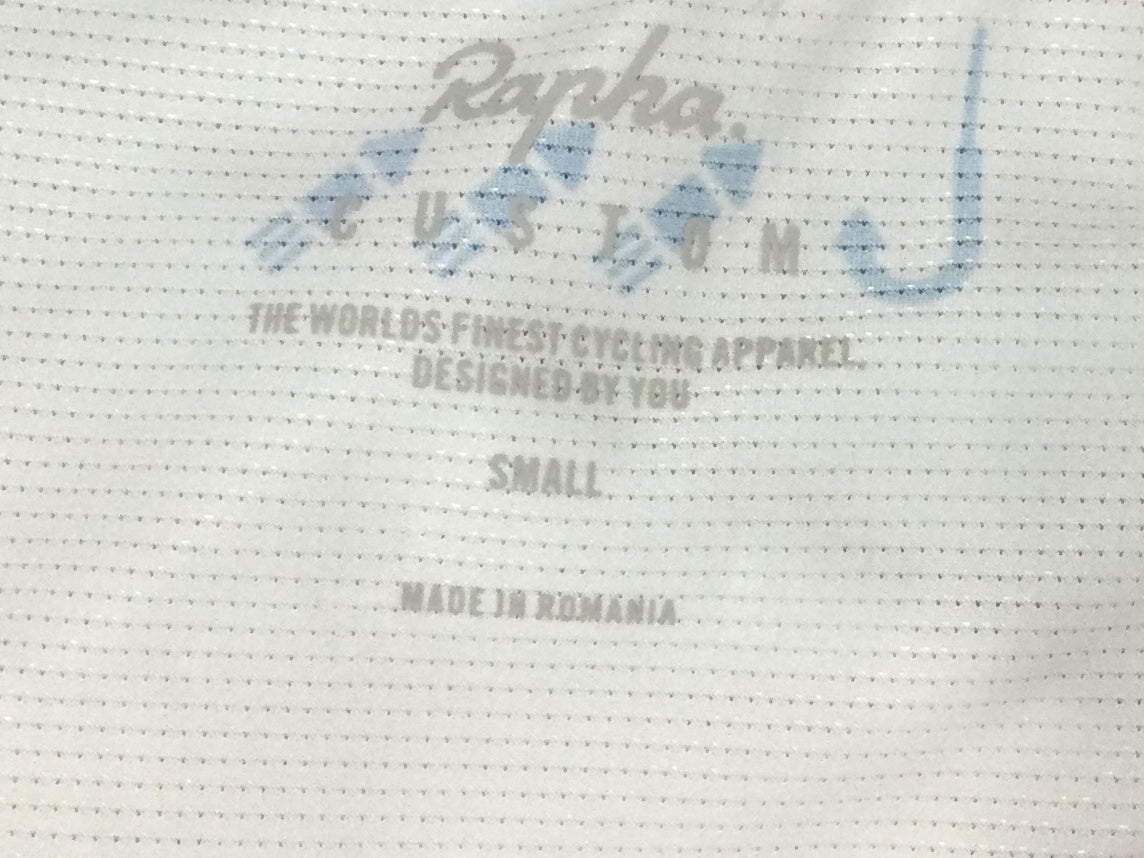 Rapha.
CUSTOM
THE WORLDS FINEST CYCLING APPAREL.
DESIGNED BY YOU
SMALL
MADE IN ROMANIA